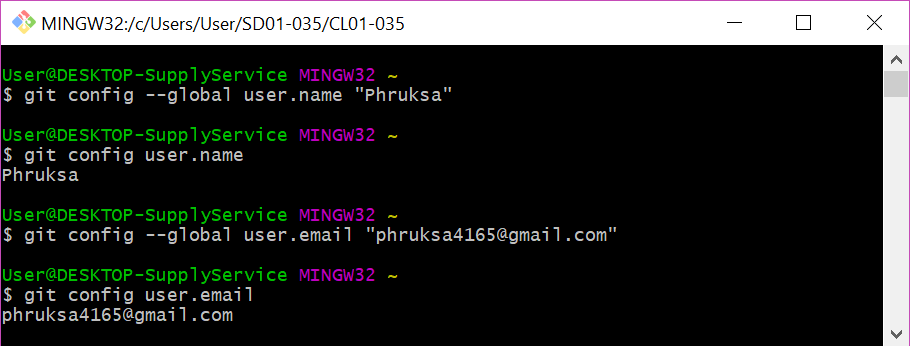 MINGW32:/c/Users/User/SD01-035/CL01-035
User@DESKTOP-SupplyService MINGW32 ~
$ git config --global user.name "Phruksa"
User@DESKTOP-SupplyService MINGW32 ~
$ git config user.name
Phruksa
User@DESKTOP-SupplyService MINGW32 ~
$ git config --global user.email "phruksa4165@gmail.com"
User@DESKTOP-SupplyService MINGW32 ~
$ git config user.email
phruksa4165@gmail.com